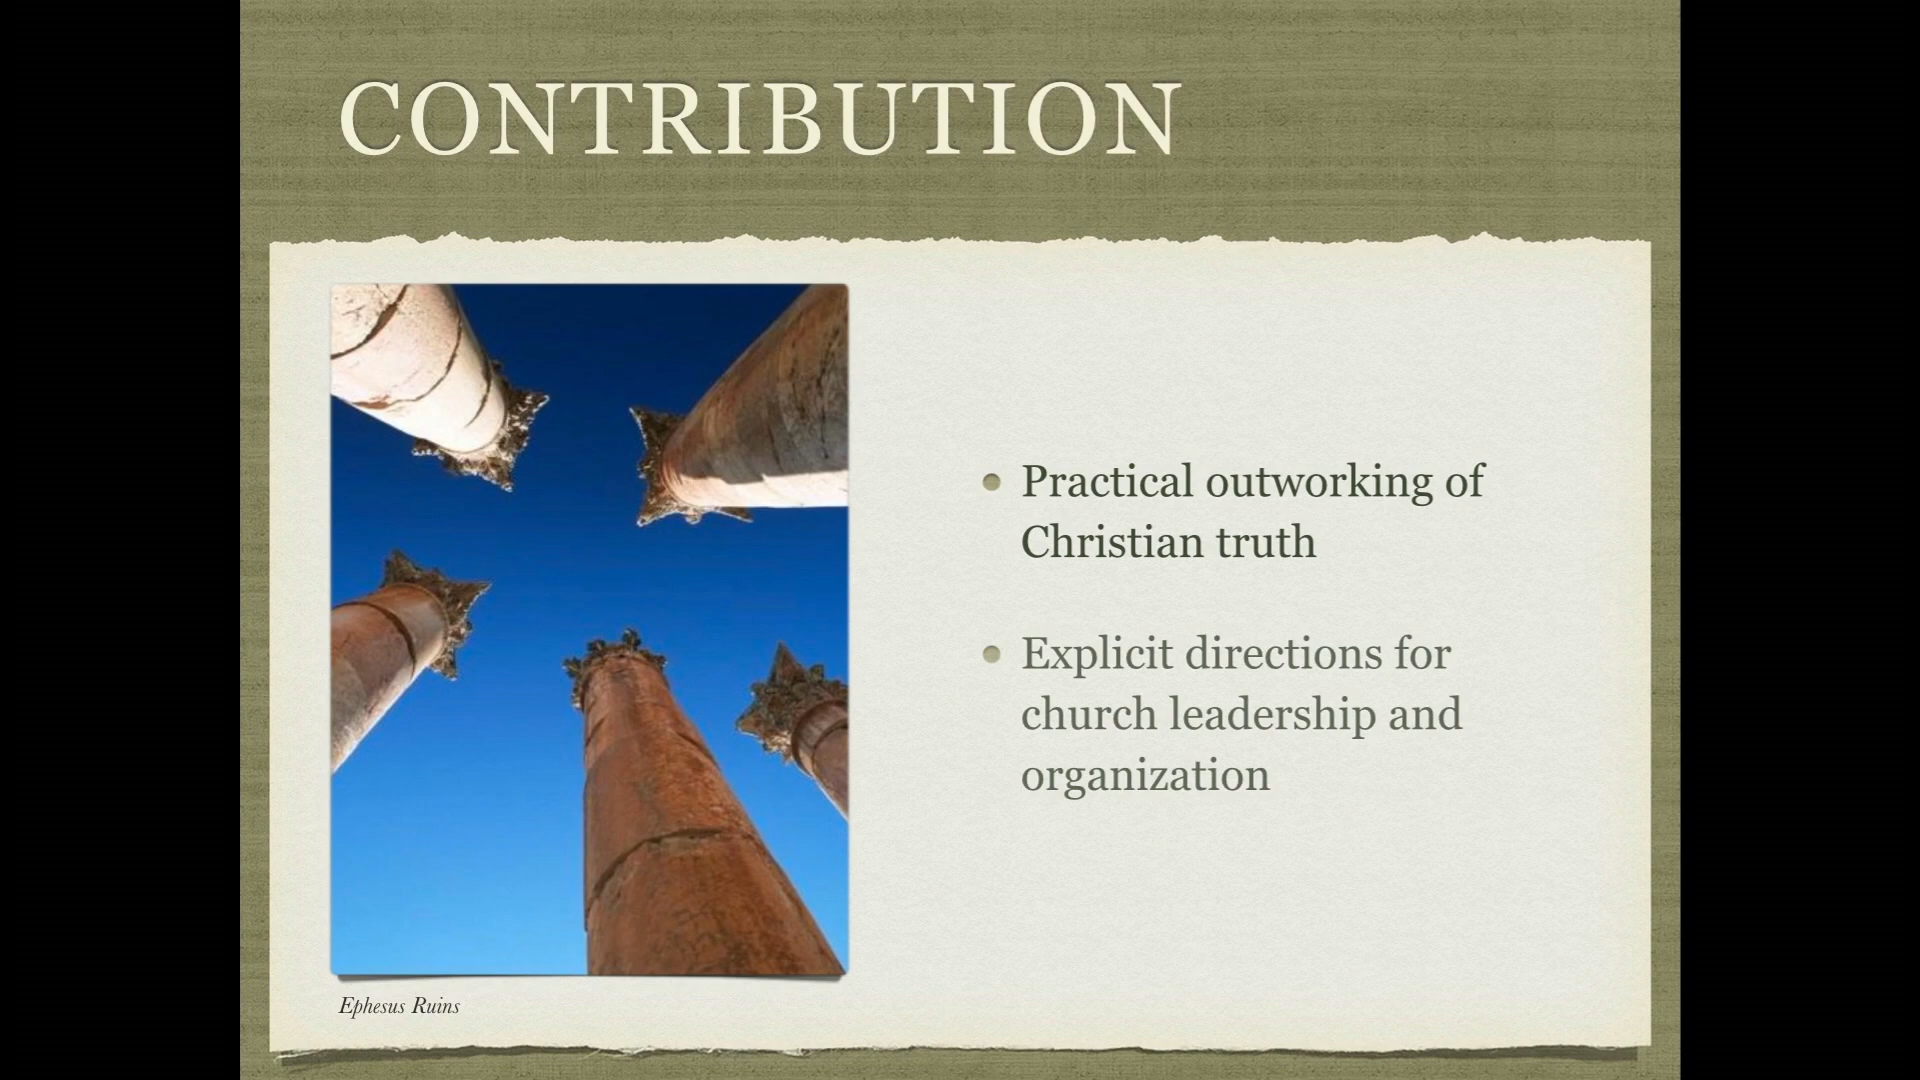 CONTRIBUTION
Practical outworking of
Christian truth
Explicit directions for
church leadership and
organization
Ephesus Ruins